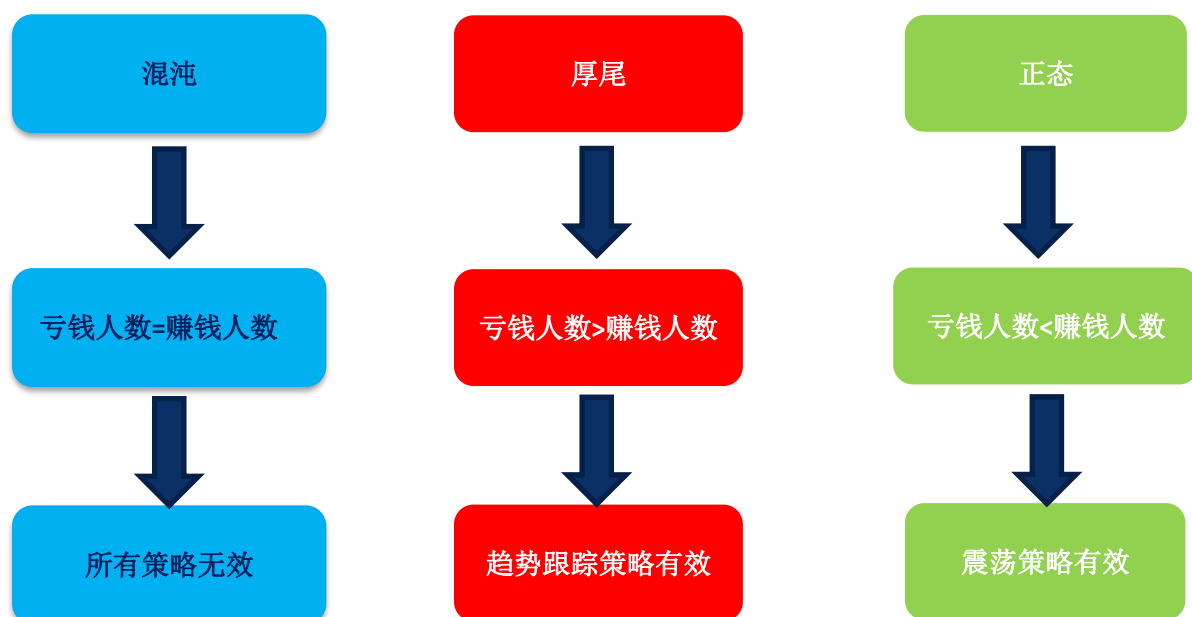 混沌
厚尾
正态
亏钱人数=赚钱人数
亏钱人数>赚钱人数
亏钱人数<赚钱人数
所有策略无效
趋势跟踪策略有效
震荡策略有效